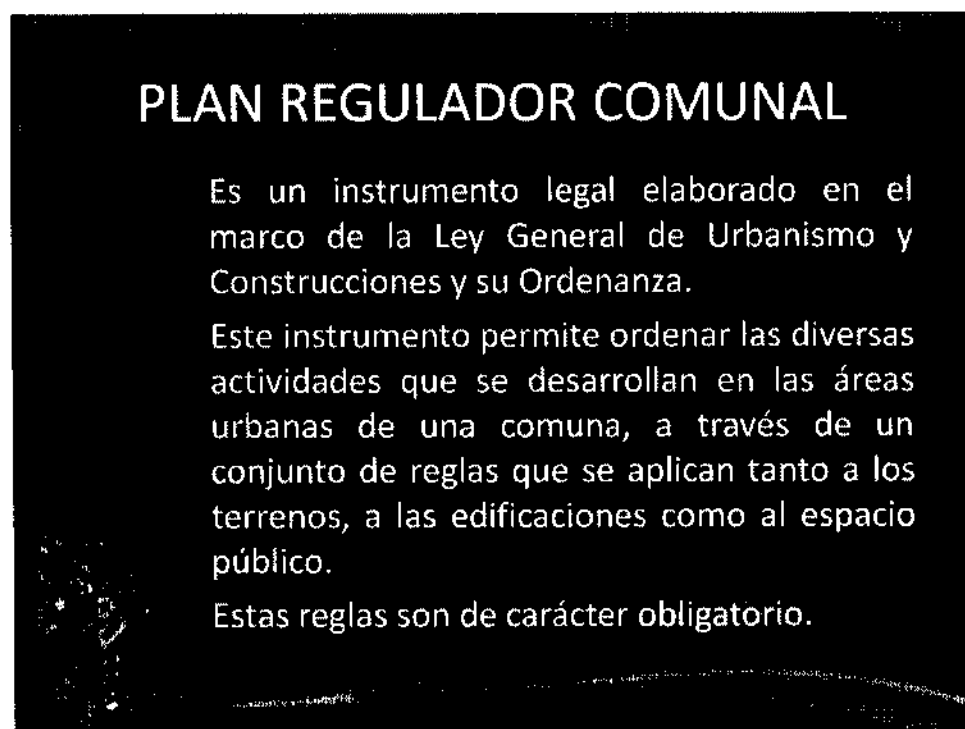 PLAN REGULADOR COMUNAL
Es un instrumento legal elaborado en el
marco de la Ley General de Urbanismo y
Construcciones y su Ordenanza.
Este instrumento permite ordenar las diversas
actividades que se desarrollan en las áreas
urbanas de una comuna, a través de un
conjunto de reglas que se aplican tanto a los
terrenos, a las edificaciones como al espacio
público.
Estas reglas son de carácter obligatorio.